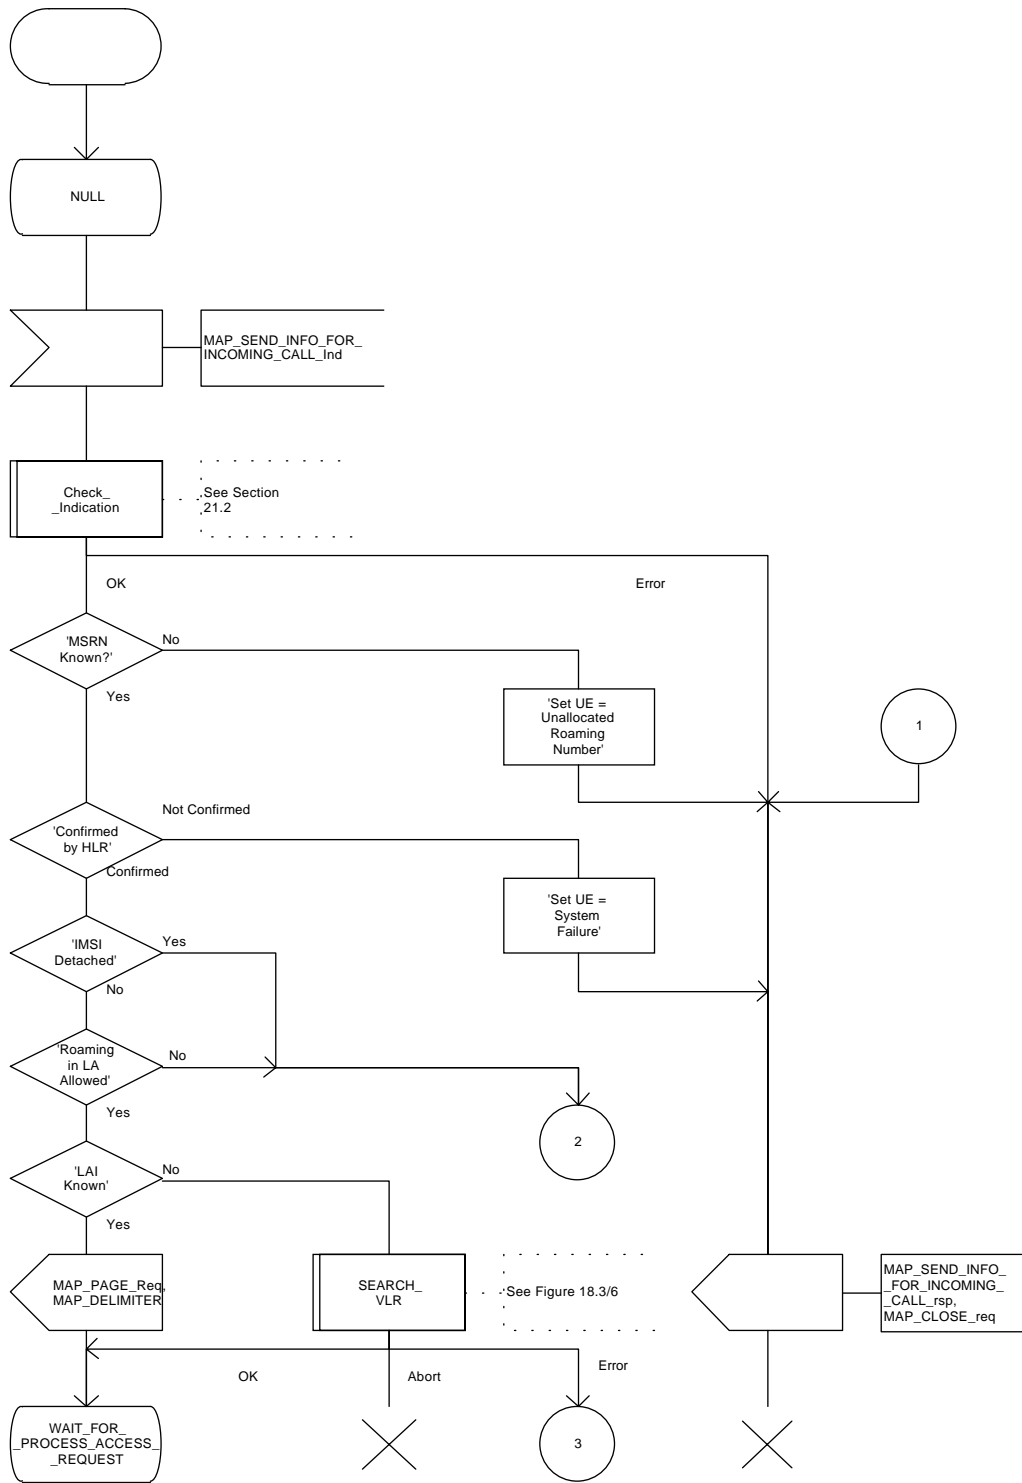 NULL
MAP_SEND_INFO_FOR_
INCOMING_CALL_Ind
Check_
_Indication
See Section
21.2
OK
Error
'MSRN
Known?'
No
Yes
'Set UE =
Unallocated
Roaming
Number'
1
Not Confirmed
'Confirmed
by HLR'
Confirmed
'Set UE =
System
Failure'
'IMSI
Detached'
Yes
No
'Roaming
in LA
Allowed'
No
Yes
2
'LAI
Known'
No
Yes
MAP_PAGE_Req,
MAP_DELIMITER
SEARCH_
VLR
See Figure 18.3/6
MAP_SEND_INFO_
_FOR_INCOMING_
_CALL_rsp,
MAP_CLOSE_req
OK
Abort
Error
WAIT_FOR_
_PROCESS_ACCESS_
_REQUEST
3